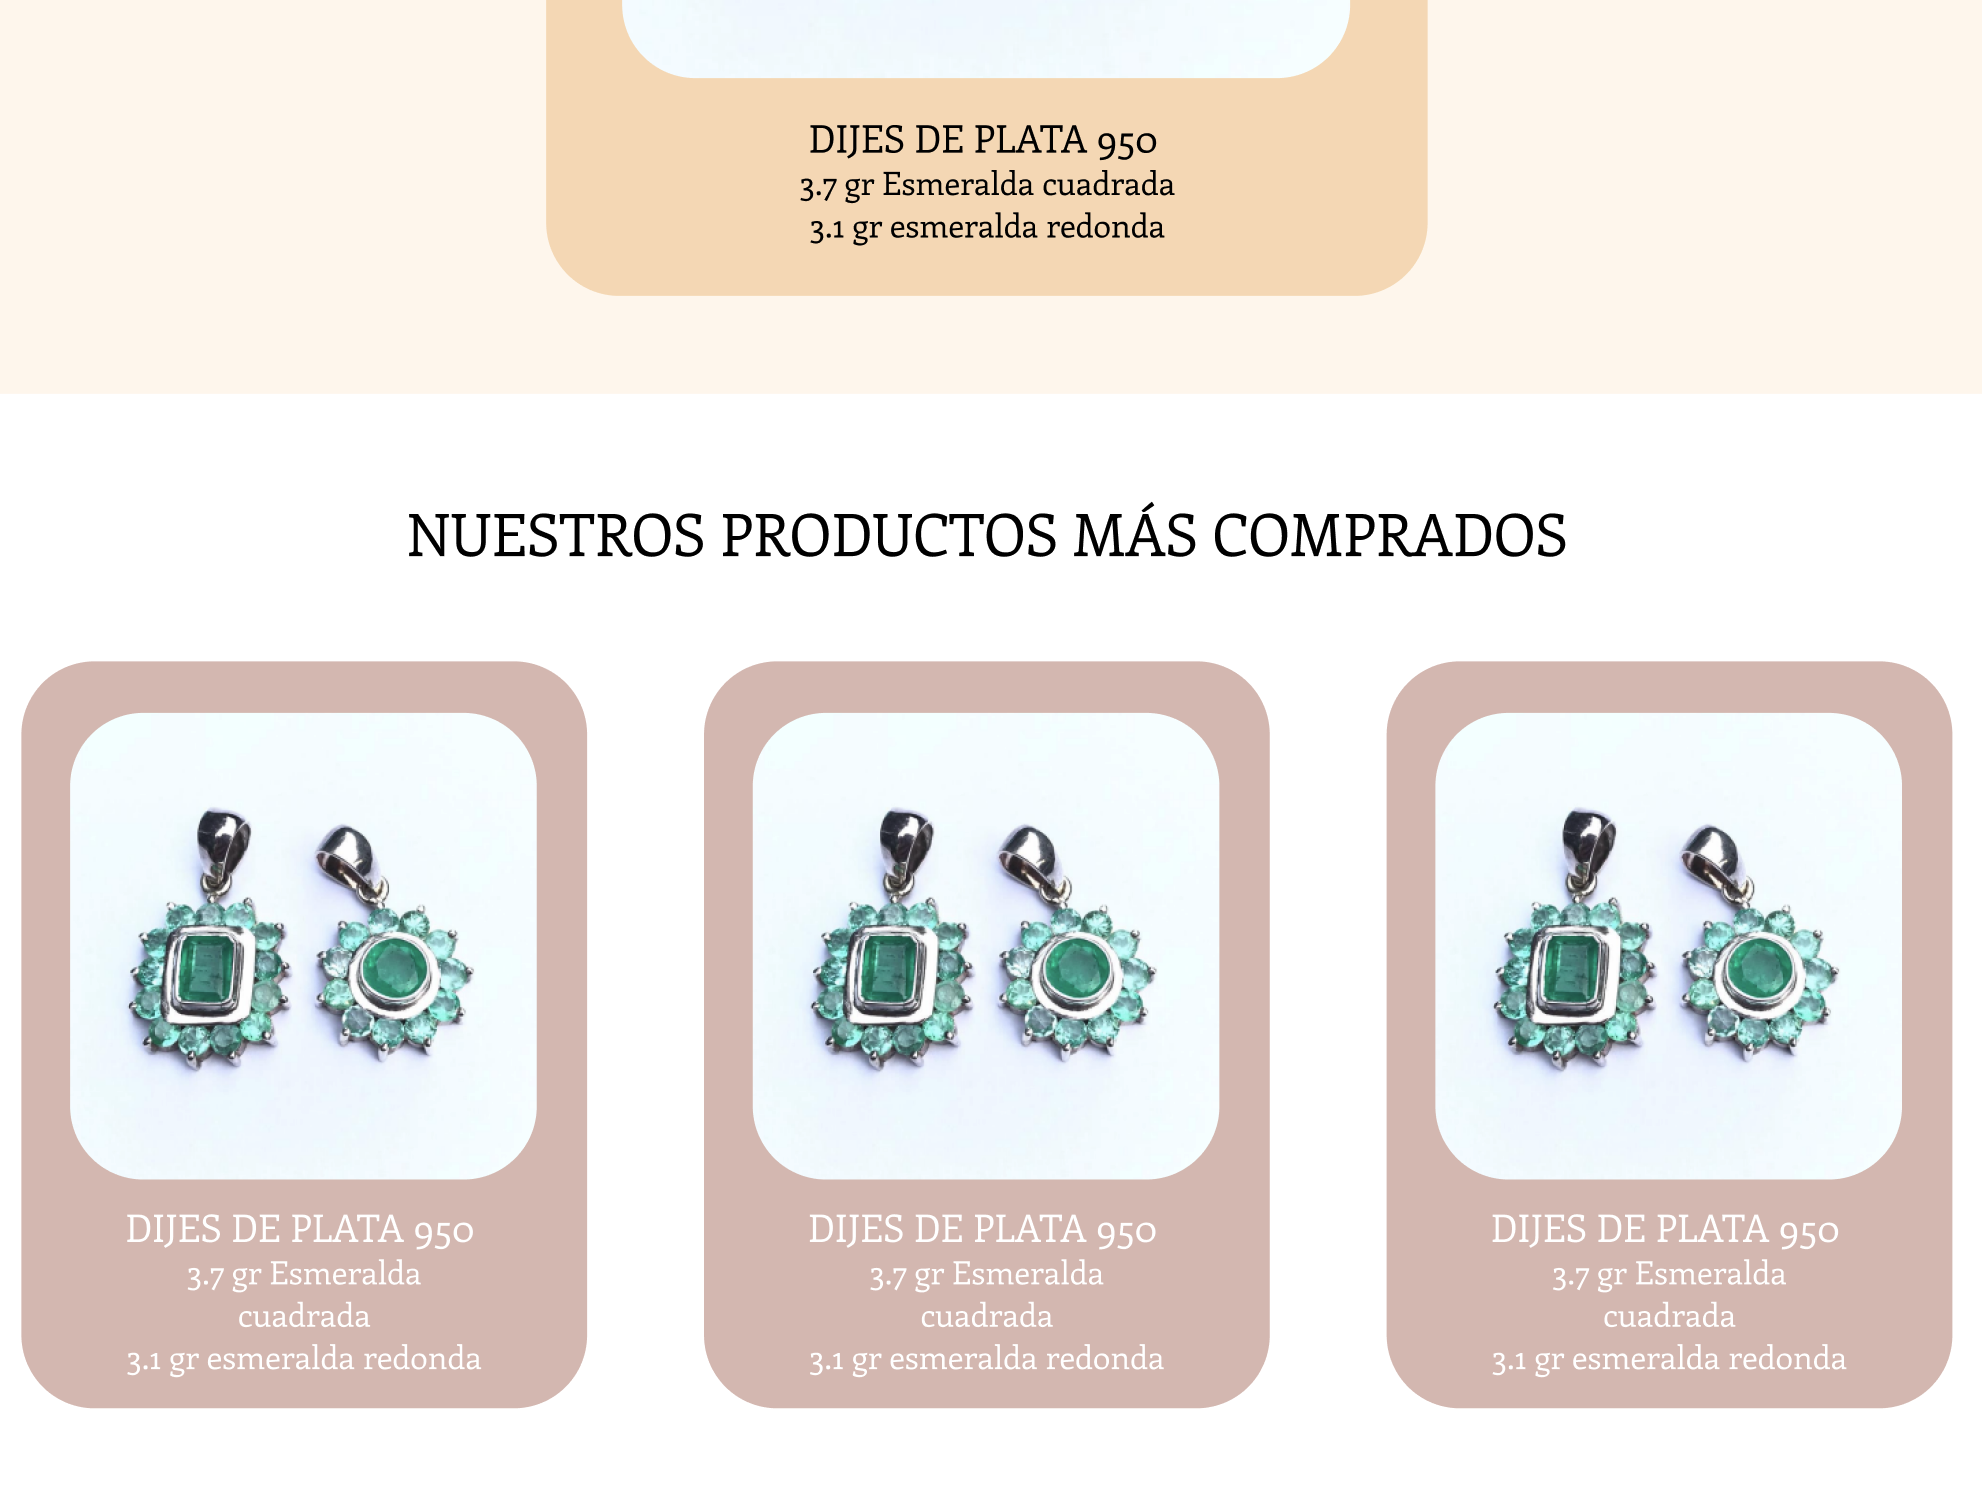 DIJES DE PLATA 950
3.7 gr Esmeralda cuadrada
3.1 gr esmeralda redonda
NUESTROS PRODUCTOS MÁS COMPRADOS
DIJES DE PLATA 950
3.7 gr Esmeralda
cuadrada
3.1 gr esmeralda redonda
DIJES DE PLATA 950
3.7 gr Esmeralda
cuadrada
3.1 gr esmeralda redonda
DIJES DE PLATA 950
3.7 gr Esmeralda
cuadrada
3.1 gr esmeralda redonda